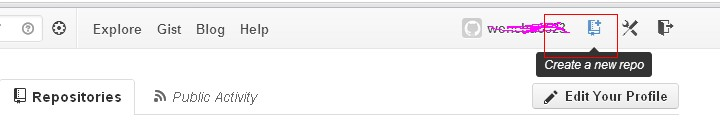 Explore Gist Blog Help
Create a new repo
Repositories Public Activity Edit Your Profile